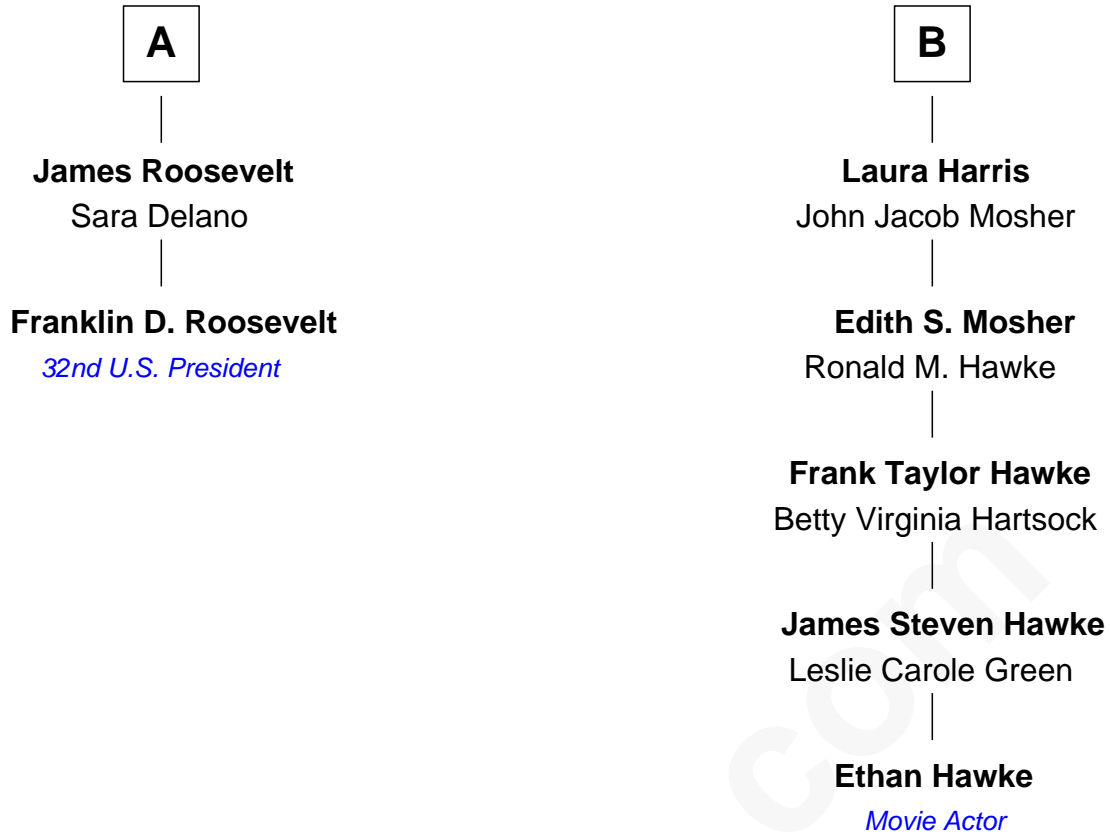 A
B
James Roosevelt
Sara Delano
Laura Harris
John Jacob Mosher
Franklin D. Roosevelt
32nd U.S. President
Edith S. Mosher
Ronald M. Hawke
Frank Taylor Hawke
Betty Virginia Hartsock
James Steven Hawke
Leslie Carole Green
Ethan Hawke
Movie Actor
com